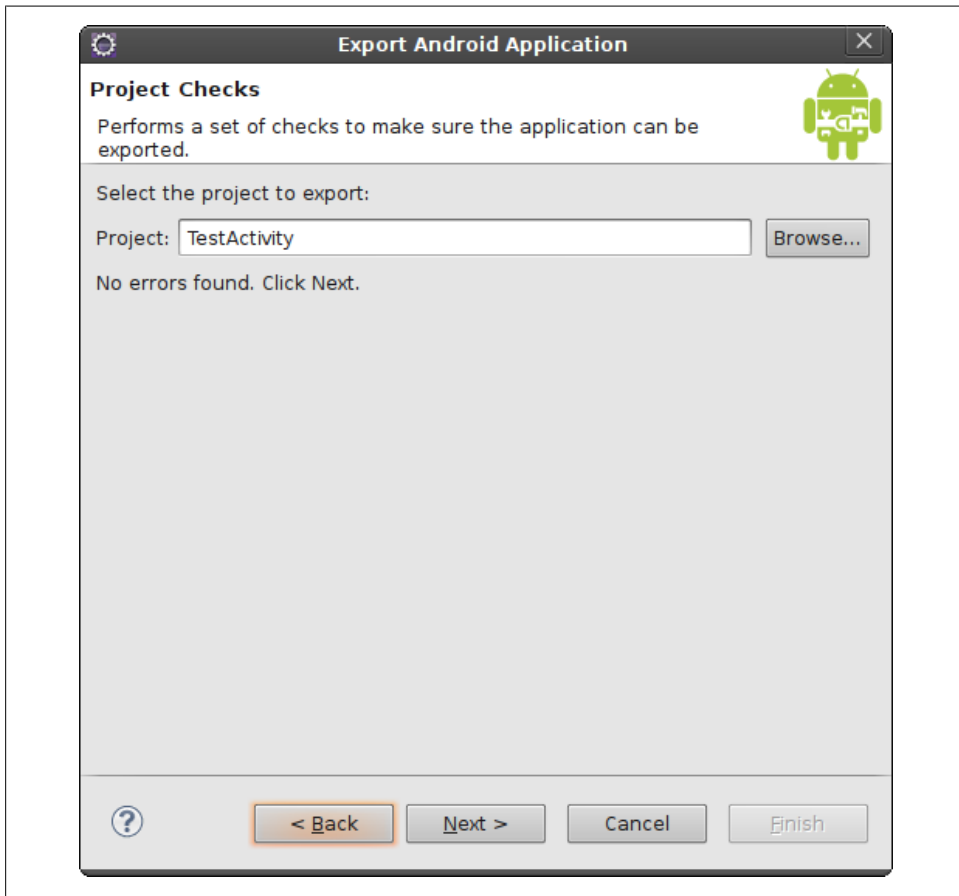 Export Android Application
Project Checks
Performs a set of checks to make sure the application can be
exported.
Select the project to export:
Project: TestActivity Browse...
No errors found. Click Next.
? < Back Next > Cancel Finish